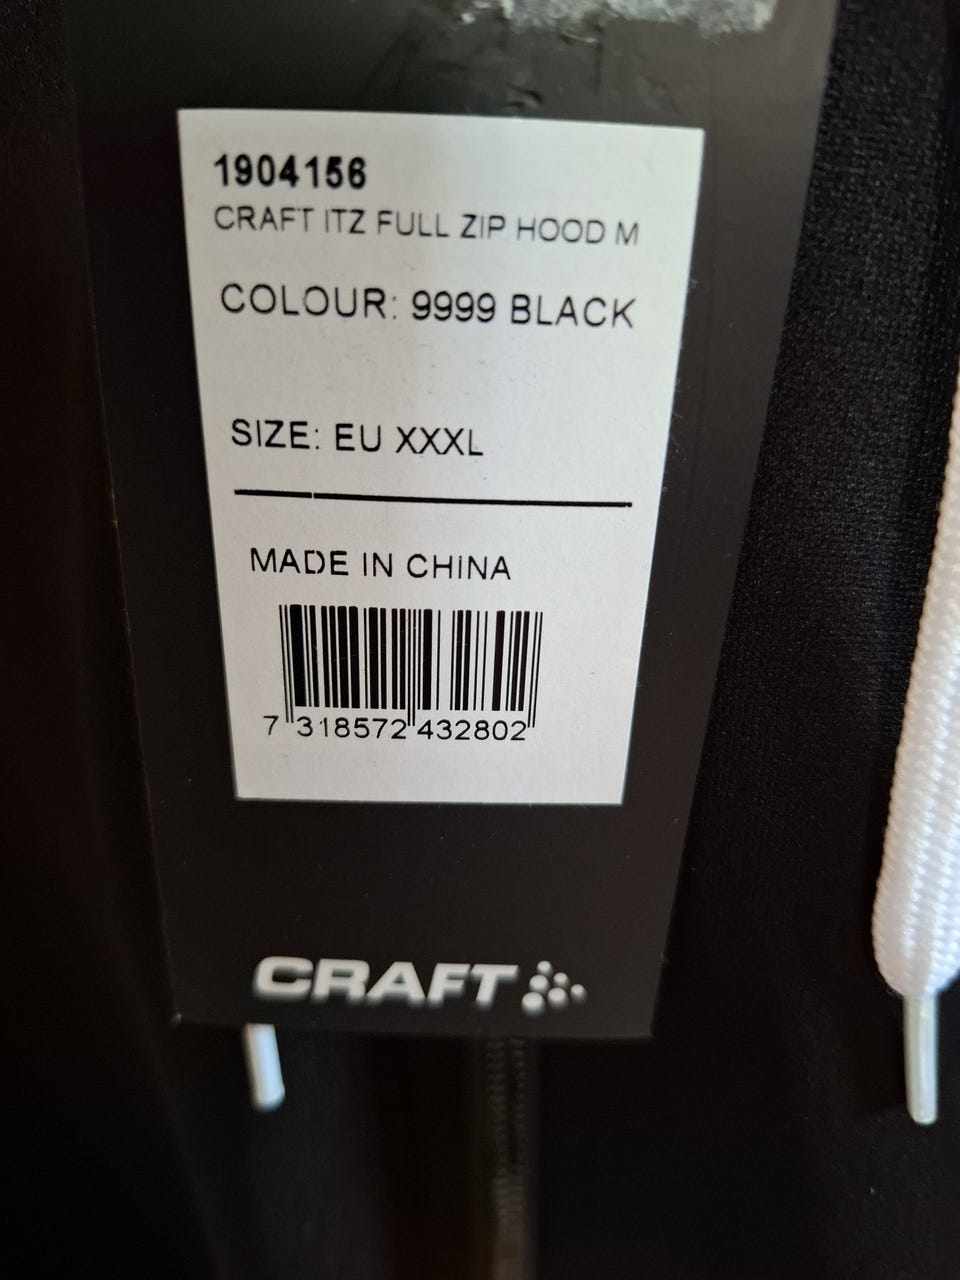 1904156
CRAFT ITZ FULL ZIP HOOD M
COLOUR: 9999 BLACK
SIZE: EU XXXL
MADE IN CHINA
7 318572 432802
CRAFT